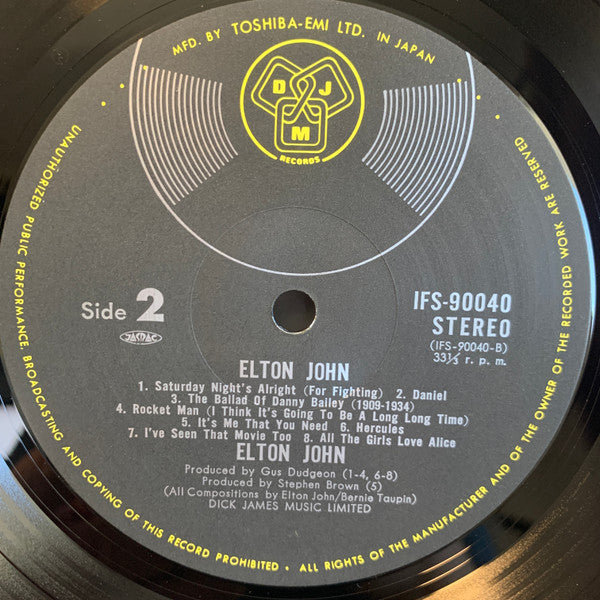 MFD. BY TOSHIBA-EMI LTD. IN JAPAN
DJM
RECORDS
Side 2
JASRAC
IFS-90040
STEREO
(IFS-90040-B)
33⅓ r. p. m.
ELTON JOHN
1. Saturday Night's Alright (For Fighting) 2. Daniel
3. The Ballad Of Danny Bailey (1909-1934)
4. Rocket Man (I Think It's Going To Be A Long Long Time)
5. It's Me That You Need 6. Hercules
7. I've Seen That Movie Too 8. All The Girls Love Alice
ELTON JOHN
Produced by Gus Dudgeon (1-4, 6-8)
Produced by Stephen Brown (5)
(All Compositions by Elton John/Bernie Taupin)
DICK JAMES MUSIC LIMITED
UNAUTHORIZED PUBLIC PERFORMANCE, BROADCASTING AND COPYING OF THIS RECORD PROHIBITED • ALL RIGHTS OF THE MANUFACTURER AND OF THE OWNER OF THE RECORDED WORK ARE RESERVED